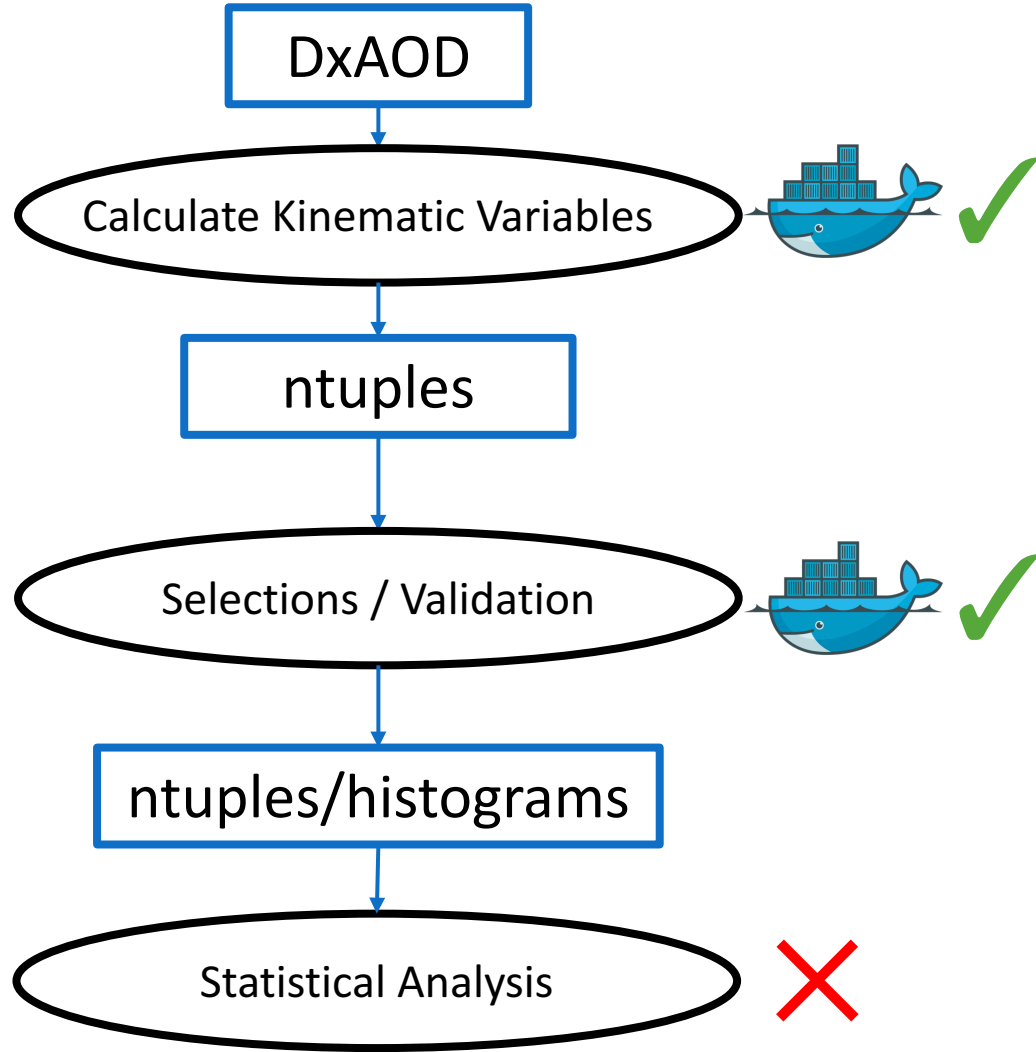 DxAOD
Calculate Kinematic Variables
ntuples
Selections / Validation
ntuples/histograms
Statistical Analysis